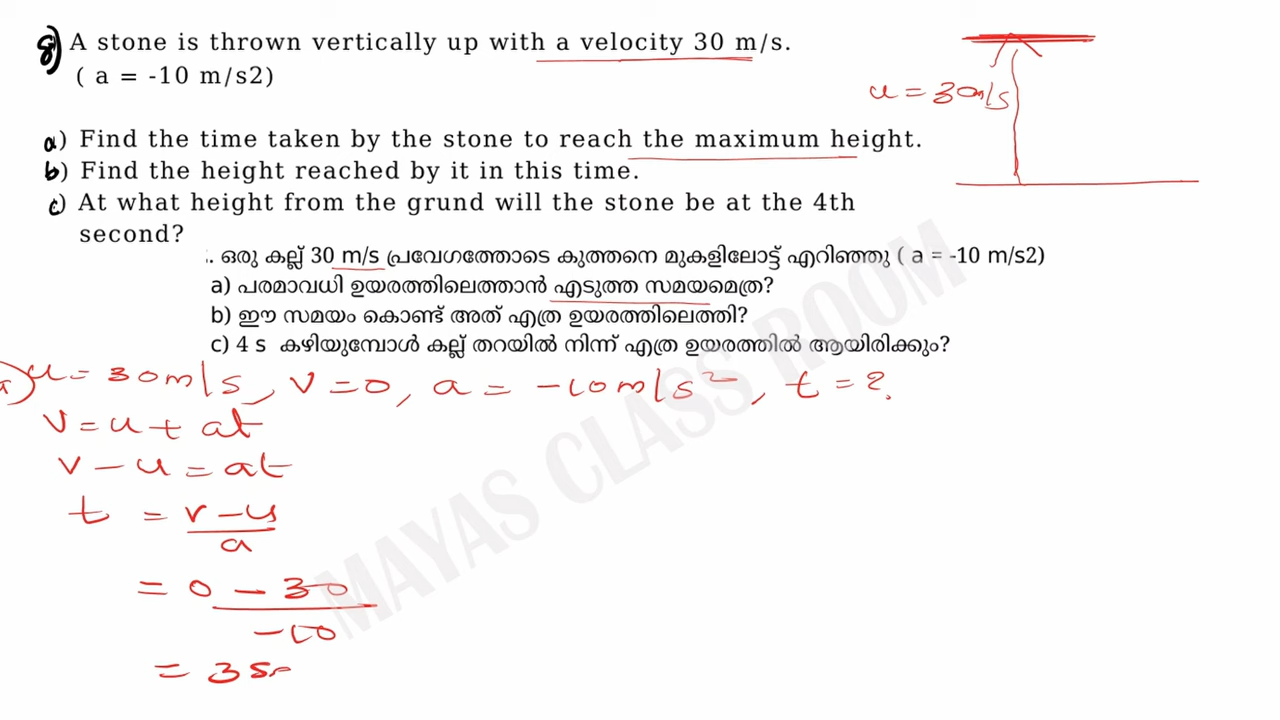 8) A stone is thrown vertically up with a velocity 30 m/s.
( a = -10 m/s2)
u = 30m/s
a) Find the time taken by the stone to reach the maximum height.
b) Find the height reached by it in this time.
c) At what height from the grund will the stone be at the 4th
second?
. ഒരു കല്ല് 30 m/s പ്രവേഗത്തോടെ കുത്തനെ മുകളിലോട്ട് എറിഞ്ഞു ( a = -10 m/s2)
a) പരമാവധി ഉയരത്തിലെത്താൻ എടുത്ത സമയമെത്ര?
b) ഈ സമയം കൊണ്ട് അത് എത്ര ഉയരത്തിലെത്തി?
c) 4 s കഴിയുമ്പോൾ കല്ല് തറയിൽ നിന്ന് എത്ര ഉയരത്തിൽ ആയിരിക്കും?
a) u = 30m/s, v = 0, a = -10m/s², t = ?
v = u + at
v - u = at
t = v - u
a
= 0 - 30
-10
= 3
MAYAS CLASS ROOM